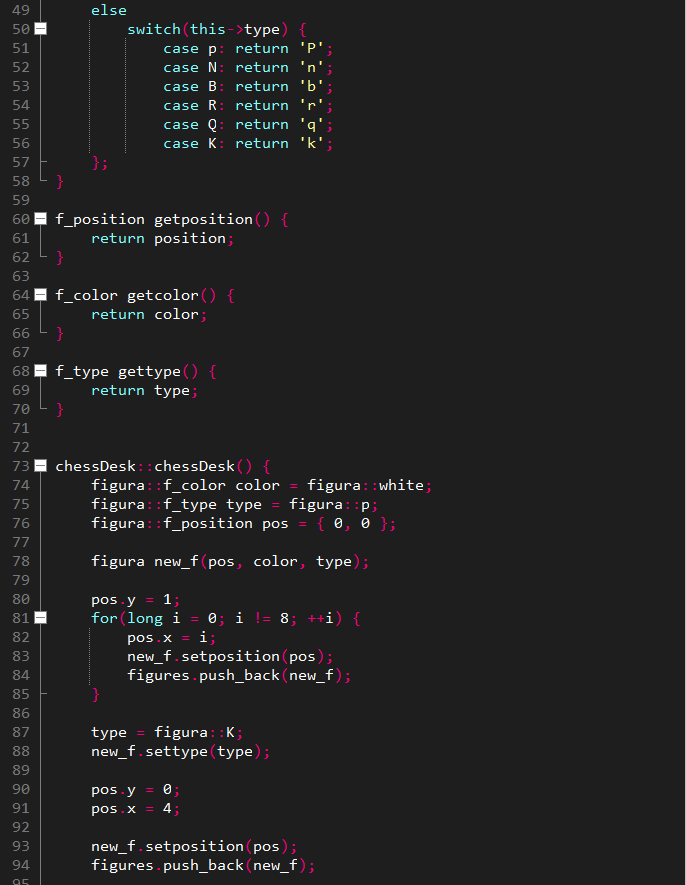 49 else
50 switch(this->type) {
51 case p: return 'P';
52 case N: return 'n';
53 case B: return 'b';
54 case R: return 'r';
55 case Q: return 'q';
56 case K: return 'k';
57 };
58 }
59
60 f_position getposition() {
61 return position;
62 }
63
64 f_color getcolor() {
65 return color;
66 }
67
68 f_type gettype() {
69 return type;
70 }
71
72
73 chessDesk::chessDesk() {
74 figura::f_color color = figura::white;
75 figura::f_type type = figura::p;
76 figura::f_position pos = { 0, 0 };
77
78 figura new_f(pos, color, type);
79
80 pos.y = 1;
81 for(long i = 0; i != 8; ++i) {
82 pos.x = i;
83 new_f.setposition(pos);
84 figures.push_back(new_f);
85 }
86
87 type = figura::K;
88 new_f.settype(type);
89
90 pos.y = 0;
91 pos.x = 4;
92
93 new_f.setposition(pos);
94 figures.push_back(new_f);
95